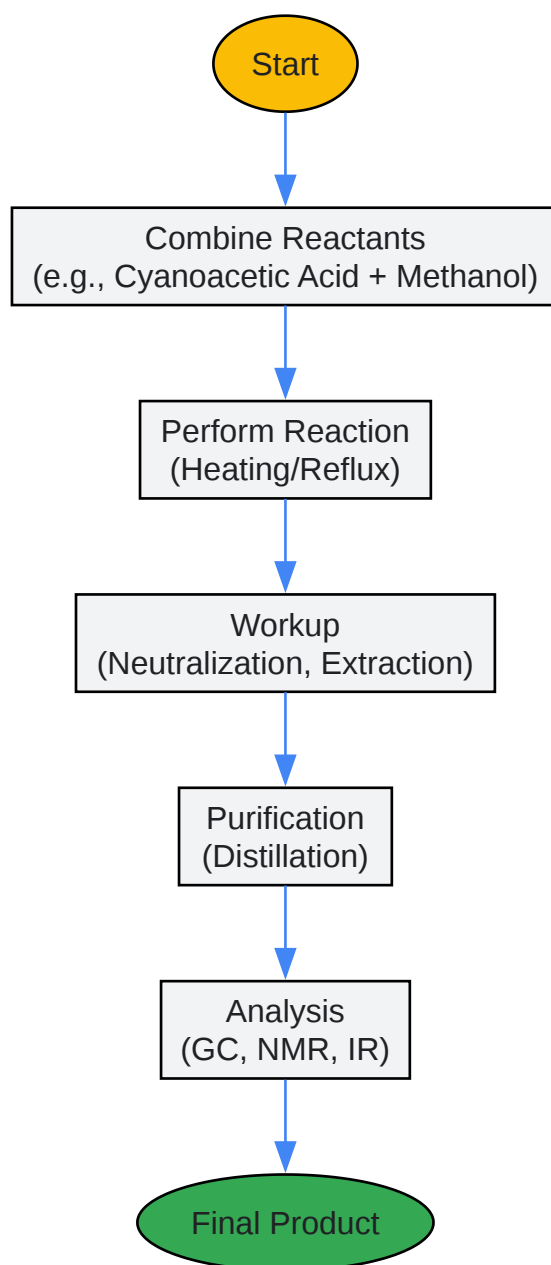 Start
Combine Reactants
(e.g., Cyanoacetic Acid + Methanol)
Perform Reaction
(Heating/Reflux)
Workup
(Neutralization, Extraction)
Purification
(Distillation)
Analysis
(GC, NMR, IR)
Final Product